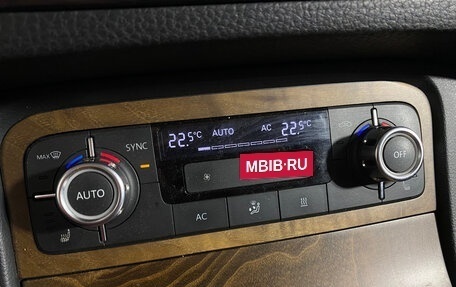 MAX
SYNC
22.5°C AUTO AC 22.5°C
MBIB·RU
AUTO
OFF
AC